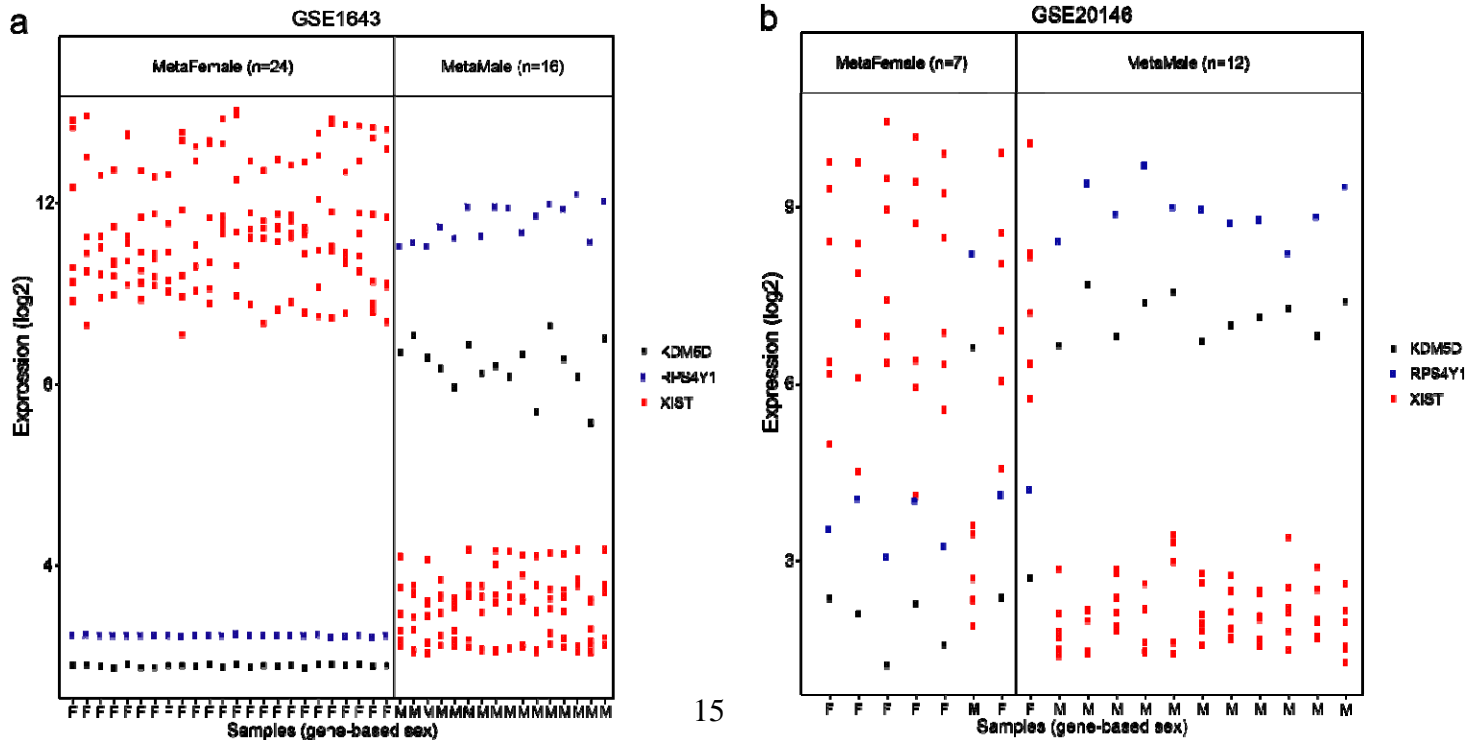 a
GSE1643
MetaFemale (n=24)
MetaMale (n=16)
Expression (log2)
12
8
4
KDM5D
RPS4Y1
XIST
F F F F F F F F F F F F F F F F F F F F F F F F M M M M M M M M M M M M M M M M
Samples (gene-based sex)
15
b
GSE20146
MetaFemale (n=7)
MetaMale (n=12)
Expression (log2)
9
6
3
KDM5D
RPS4Y1
XIST
F F F F F M F F M M M M M M M M M M M
Samples (gene-based sex)